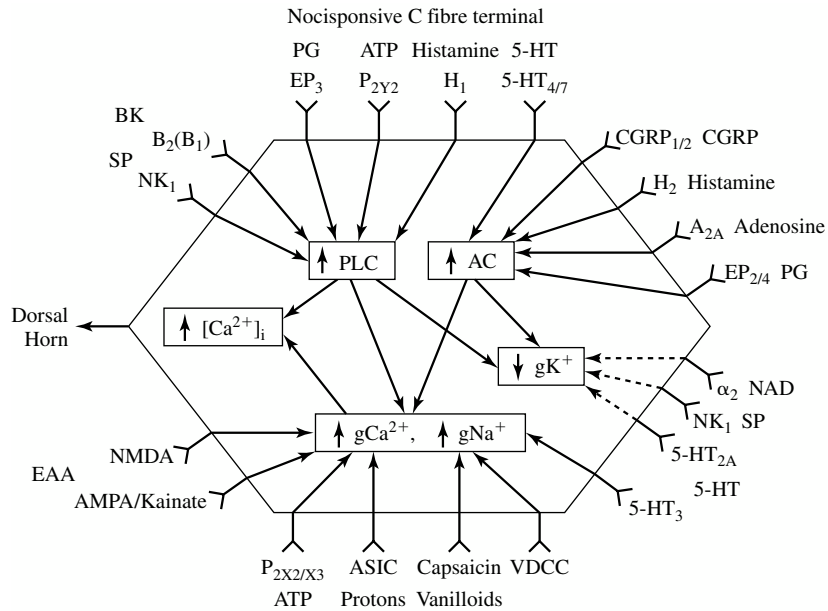 Nocisponsive C fibre terminal
PG ATP Histamine 5-HT
EP₃ P₂Y₂ H₁ 5-HT₄/₇
BK
B₂(B₁)
SP
NK₁
CGRP₁/₂ CGRP
H₂ Histamine
A₂A Adenosine
EP₂/₄ PG
↑ PLC
↑ AC
Dorsal
Horn
↑ [Ca²⁺]ᵢ
↓ gK⁺
α₂ NAD
NK₁ SP
5-HT₂A
5-HT
5-HT₃
↑ gCa²⁺, ↑ gNa⁺
NMDA
EAA
AMPA/Kainate
P₂X₂/X₃ ASIC Capsaicin VDCC
ATP Protons Vanilloids